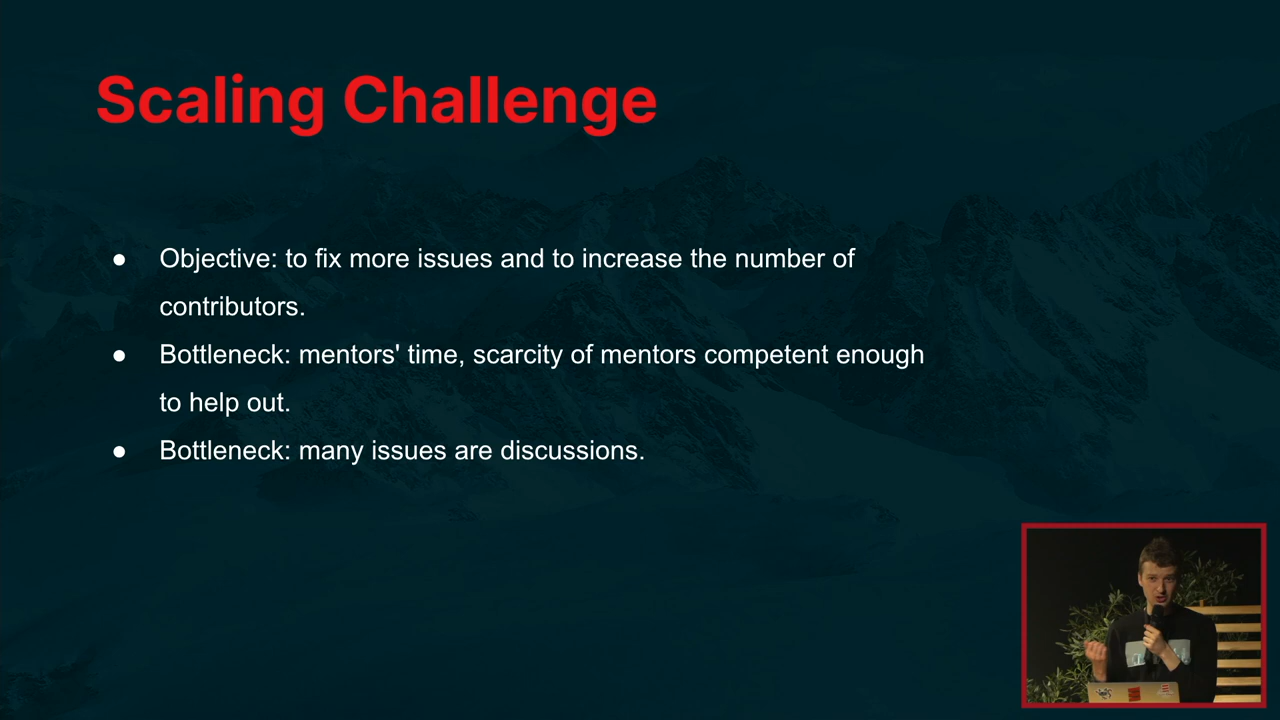 Scaling Challenge
● Objective: to fix more issues and to increase the number of
contributors.
● Bottleneck: mentors' time, scarcity of mentors competent enough
to help out.
● Bottleneck: many issues are discussions.